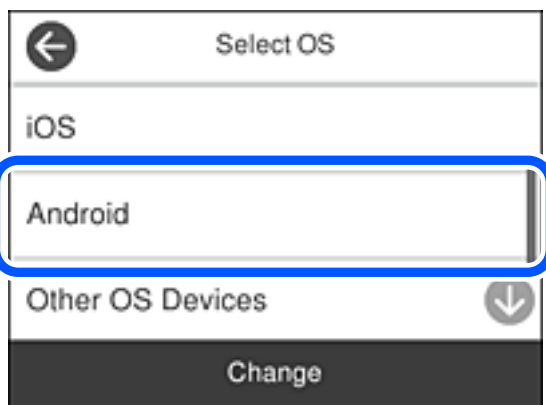 Select OS
iOS
Android
Other OS Devices
Change